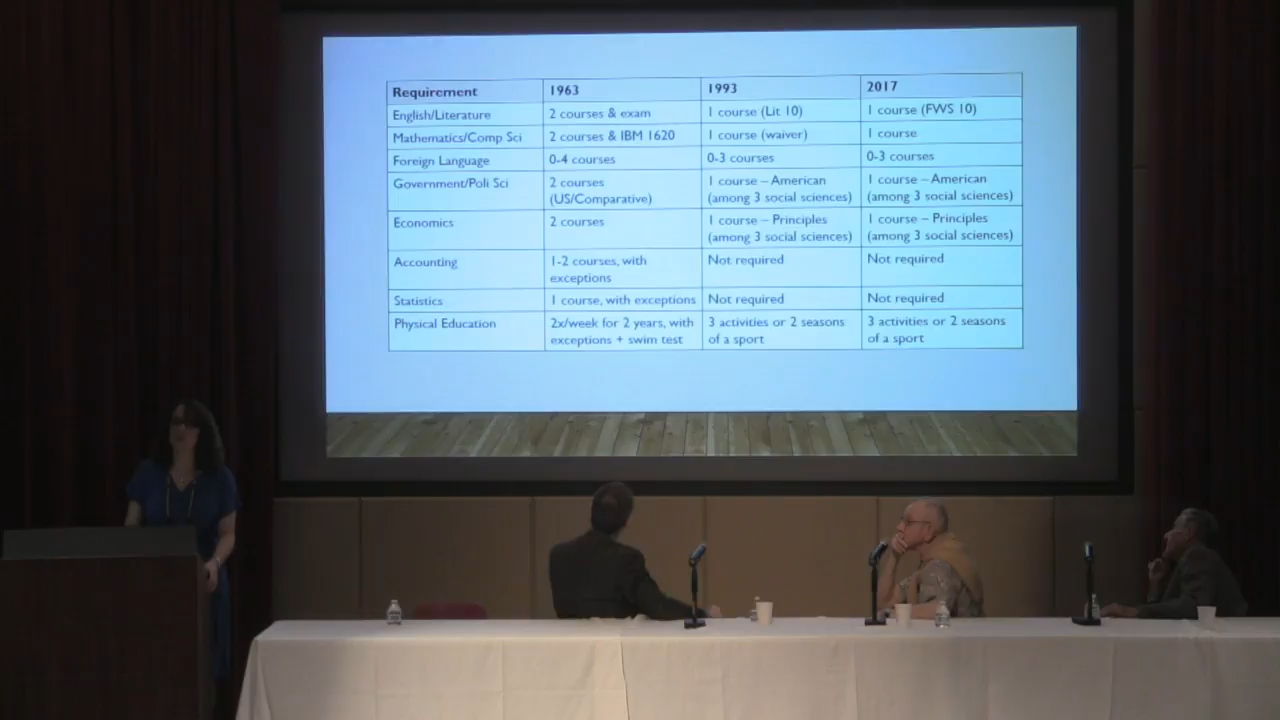 Requirement 1963 1993 2017
English/Literature 2 courses & exam 1 course (Lit 10) 1 course (FWS 10)
Mathematics/Comp Sci 2 courses & IBM 1620 1 course (waiver) 1 course
Foreign Language 0-4 courses 0-3 courses 0-3 courses
Government/Poli Sci 2 courses 1 course – American 1 course – American
(US/Comparative) (among 3 social sciences) (among 3 social sciences)
Economics 2 courses 1 course – Principles 1 course – Principles
(among 3 social sciences) (among 3 social sciences)
Accounting 1-2 courses, with Not required Not required
exceptions
Statistics 1 course, with exceptions Not required Not required
Physical Education 2x/week for 2 years, with 3 activities or 2 seasons 3 activities or 2 seasons
exceptions + swim test of a sport of a sport